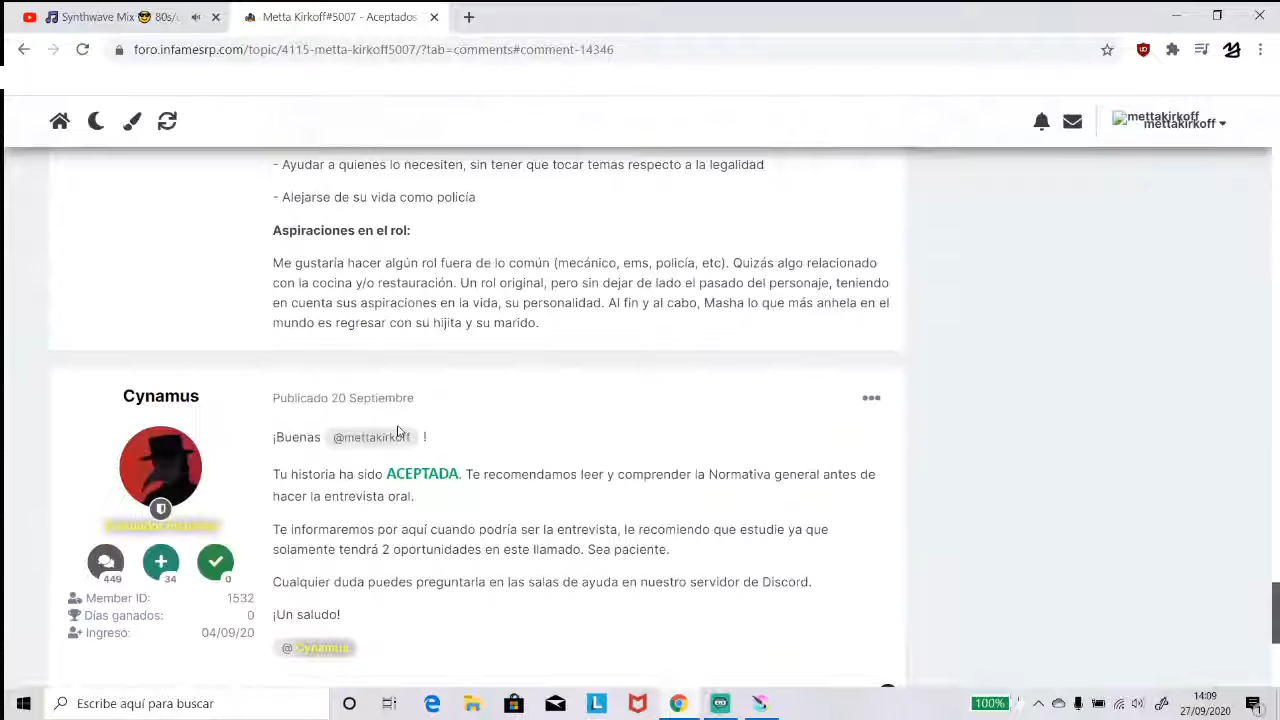 Synthwave Mix 😎 80s/
Metta Kirkoff#5007 - Aceptados
foro.infamesrp.com/topic/4115-metta-kirkoff5007/?tab=comments#comment-14346
mettakirkoff
mettakirkoff
- Ayudar a quienes lo necesiten, sin tener que tocar temas respecto a la legalidad
- Alejarse de su vida como policía
Aspiraciones en el rol:
Me gustaría hacer algún rol fuera de lo común (mecánico, ems, policía, etc). Quizás algo relacionado
con la cocina y/o restauración. Un rol original, pero sin dejar de lado el pasado del personaje, teniendo
en cuenta sus aspiraciones en la vida, su personalidad. Al fin y al cabo, Masha lo que más anhela en el
mundo es regresar con su hijita y su marido.
Cynamus
Publicado 20 Septiembre
¡Buenas @mettakirkoff !
Tu historia ha sido ACEPTADA. Te recomendamos leer y comprender la Normativa general antes de
hacer la entrevista oral.
Te informaremos por aquí cuando podría ser la entrevista, le recomiendo que estudie ya que
solamente tendrá 2 oportunidades en este llamado. Sea paciente.
449 34 0
Cualquier duda puedes preguntarla en las salas de ayuda en nuestro servidor de Discord.
Member ID: 1532
Días ganados: 0
¡Un saludo!
Ingreso: 04/09/20
@ Cynamus
Escribe aquí para buscar
100%
14:09
27/09/2020
1